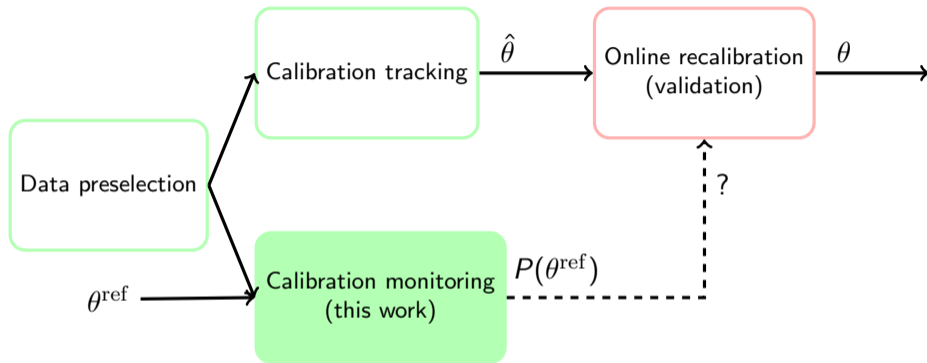 Calibration tracking
θ̂
Online recalibration
(validation)
θ
Data preselection
?
θ^ref
Calibration monitoring
(this work)
P(θ^ref)